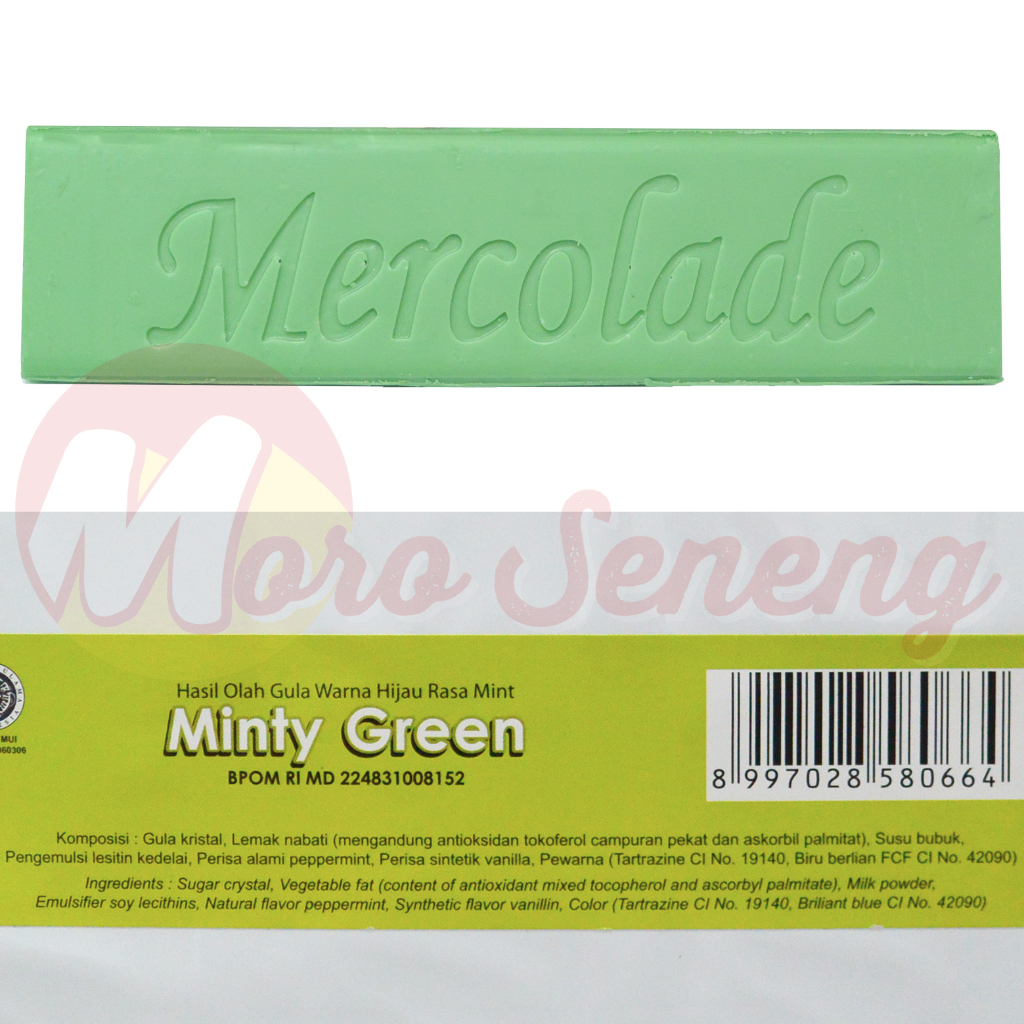 Mercolade
Moro Seneng
Hasil Olah Gula Warna Hijau Rasa Mint
Minty Green
BPOM RI MD 224831008152
MUI
060306
8 997028 580664
Komposisi : Gula kristal, Lemak nabati (mengandung antioksidan tokoferol campuran pekat dan askorbil palmitat), Susu bubuk,
Pengemulsi lesitin kedelai, Perisa alami peppermint, Perisa sintetik vanilla, Pewarna (Tartrazine CI No. 19140, Biru berlian FCF CI No. 42090)
Ingredients : Sugar crystal, Vegetable fat (content of antioxidant mixed tocopherol and ascorbyl palmitate), Milk powder,
Emulsifier soy lecithins, Natural flavor peppermint, Synthetic flavor vanillin, Color (Tartrazine CI No. 19140, Briliant blue CI No. 42090)